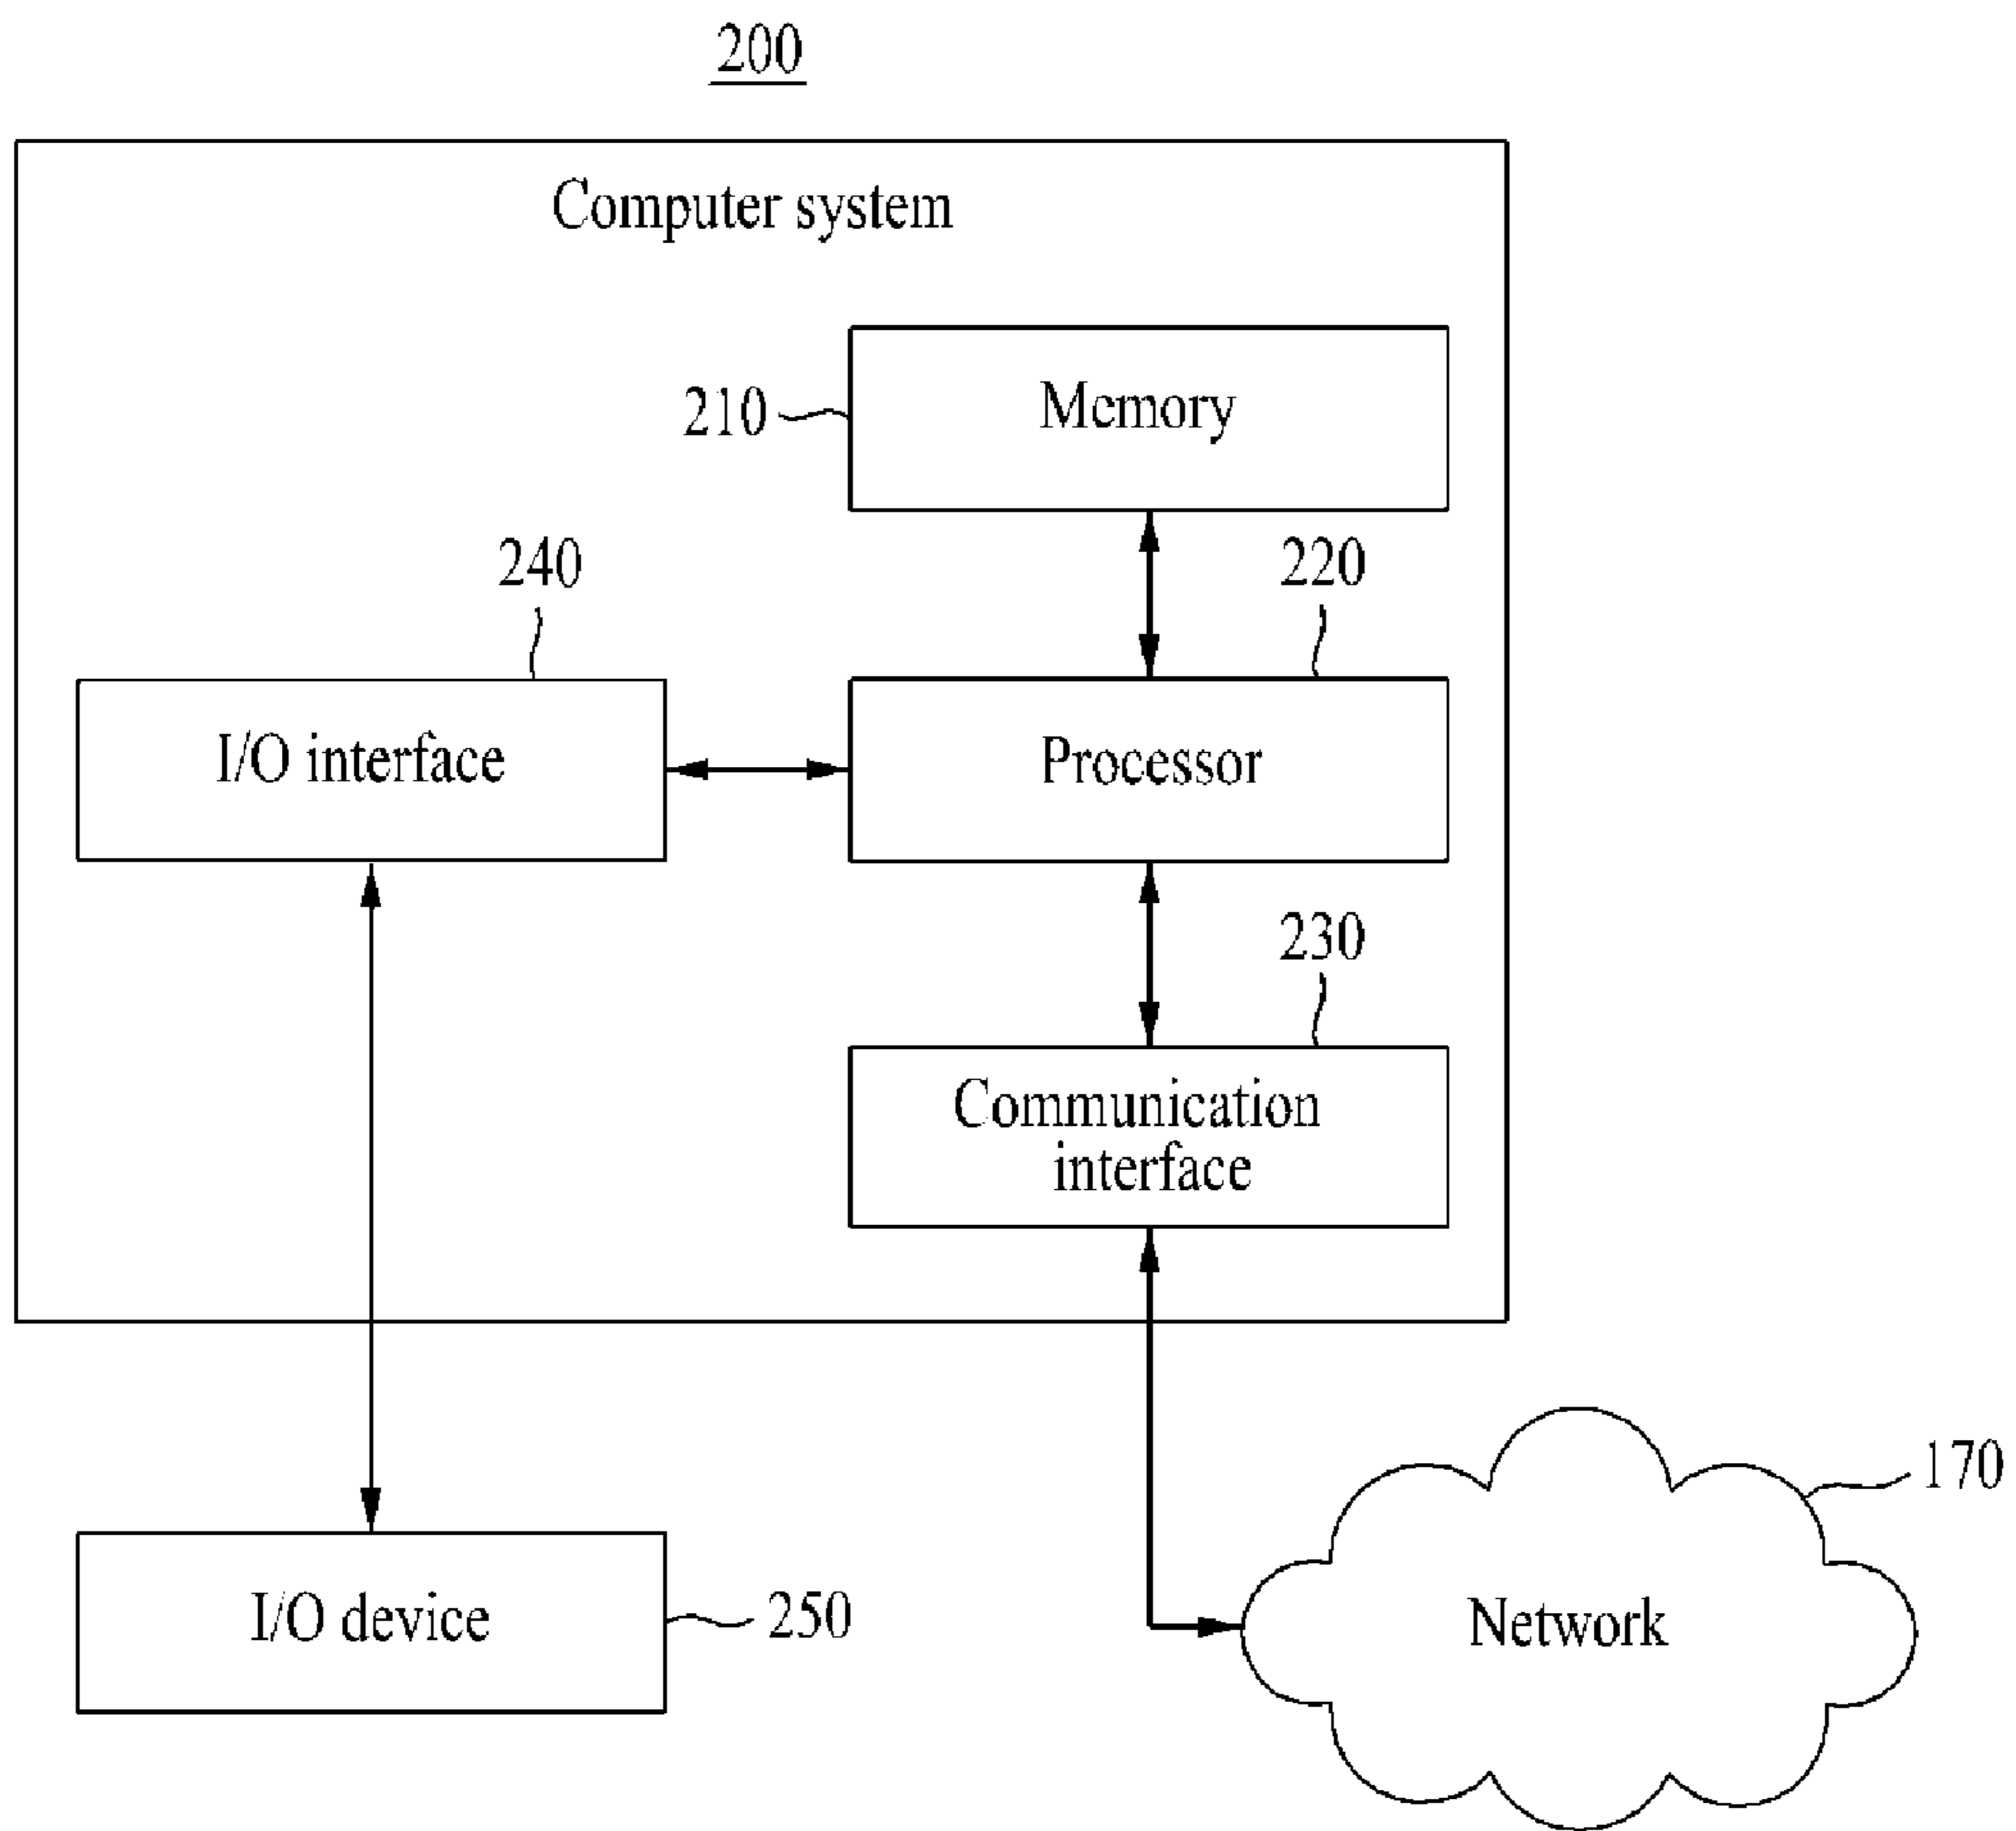 200
Computer system
210
Memory
240
220
I/O interface
Processor
230
Communication
interface
170
I/O device
250
Network